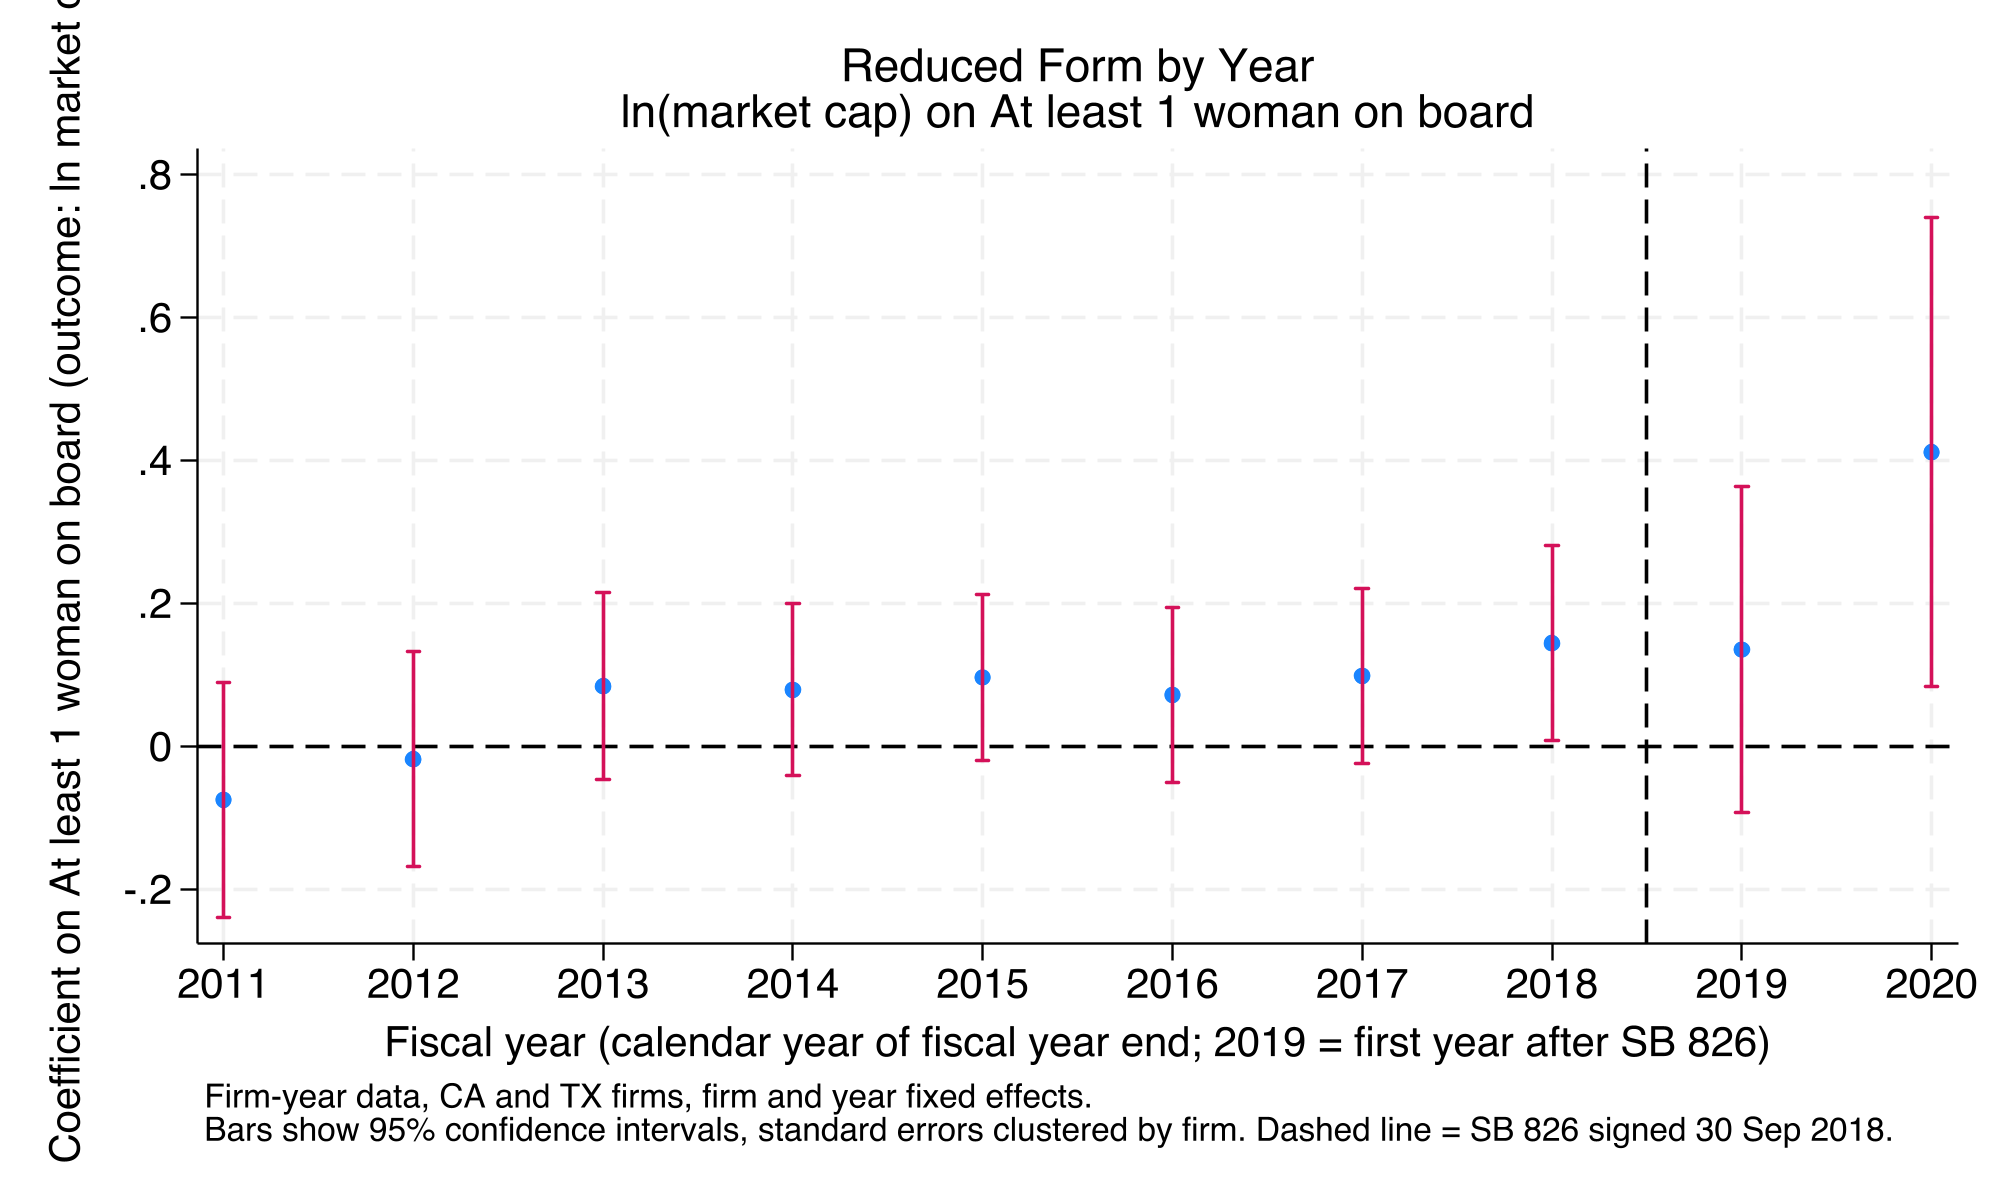 Reduced Form by Year
ln(market cap) on At least 1 woman on board
Coefficient on At least 1 woman on board (outcome: ln market
.8
.6
.4
.2
0
-.2
2011 2012 2013 2014 2015 2016 2017 2018 2019 2020
Fiscal year (calendar year of fiscal year end; 2019 = first year after SB 826)
Firm-year data, CA and TX firms, firm and year fixed effects.
Bars show 95% confidence intervals, standard errors clustered by firm. Dashed line = SB 826 signed 30 Sep 2018.